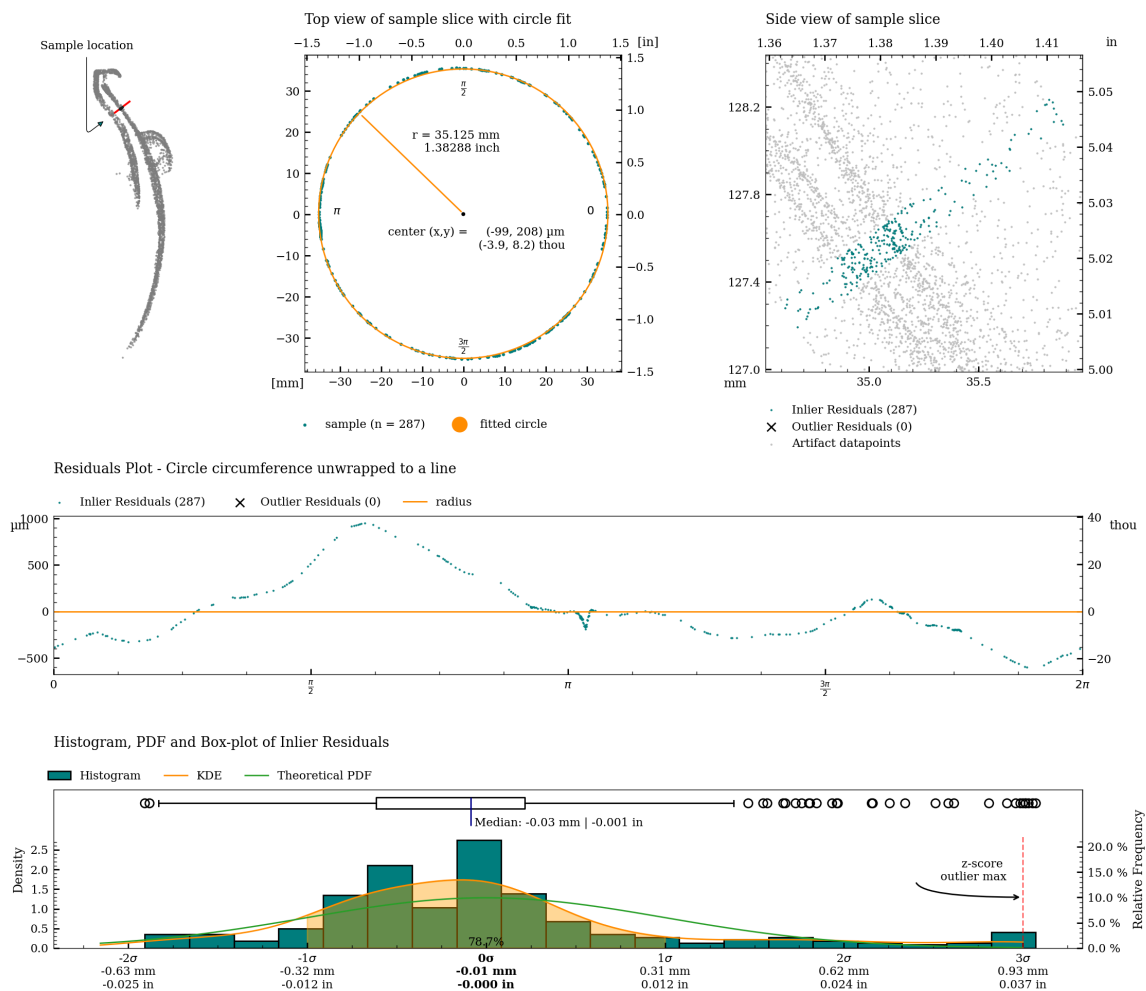 Sample location
Top view of sample slice with circle fit
−1.5 −1.0 −0.5 0.0 0.5 1.0 1.5 [in]
30
20
10
0
−10
−20
−30
[mm]
−30 −20 −10 0 10 20 30
1.5
1.0
0.5
0.0
−0.5
−1.0
−1.5
π/2
r = 35.125 mm
1.38288 inch
π
0
center (x,y) = (-99, 208) µm
(-3.9, 8.2) thou
3π/2
sample (n = 287) fitted circle
Side view of sample slice
1.36 1.37 1.38 1.39 1.40 1.41 in
128.2
127.8
127.4
127.0
mm
35.0 35.5
5.05
5.04
5.03
5.02
5.01
5.00
Inlier Residuals (287)
Outlier Residuals (0)
Artifact datapoints
Residuals Plot - Circle circumference unwrapped to a line
Inlier Residuals (287) Outlier Residuals (0) radius
µm
1000
500
0
−500
40
thou
20
0
−20
0 π/2 π 3π/2 2π
Histogram, PDF and Box-plot of Inlier Residuals
Histogram KDE Theoretical PDF
Median: -0.03 mm | -0.001 in
Density
2.5
2.0
1.5
1.0
0.5
0.0
20.0 %
15.0 %
10.0 %
5.0 %
0.0 %
Relative Frequency
z-score
outlier max
78.7%
-2σ -1σ 0σ 1σ 2σ 3σ
-0.63 mm -0.32 mm -0.01 mm 0.31 mm 0.62 mm 0.93 mm
-0.025 in -0.012 in -0.000 in 0.012 in 0.024 in 0.037 in